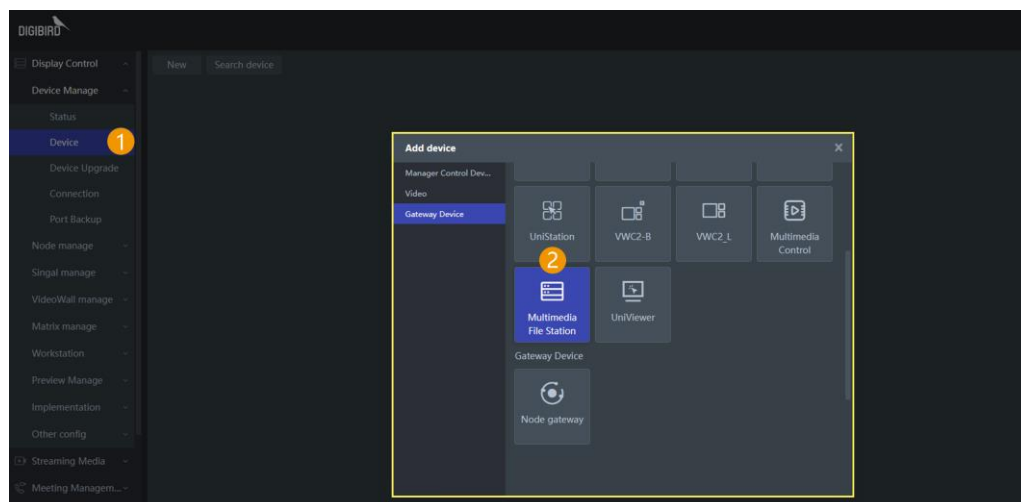 DIGIBIRD
Display Control
Device Manage
Status
Device
1
Device Upgrade
Connection
Port Backup
Node manage
Singal manage
VideoWall manage
Matrix manage
Workstation
Preview Manage
Implementation
Other config
Streaming Media
Meeting Managem...
New Search device
Add device
Manager Control Dev...
Video
Gateway Device
UniStation
VWC2-B
VWC2_L
Multimedia
Control
2
Multimedia
File Station
UniViewer
Gateway Device
Node gateway